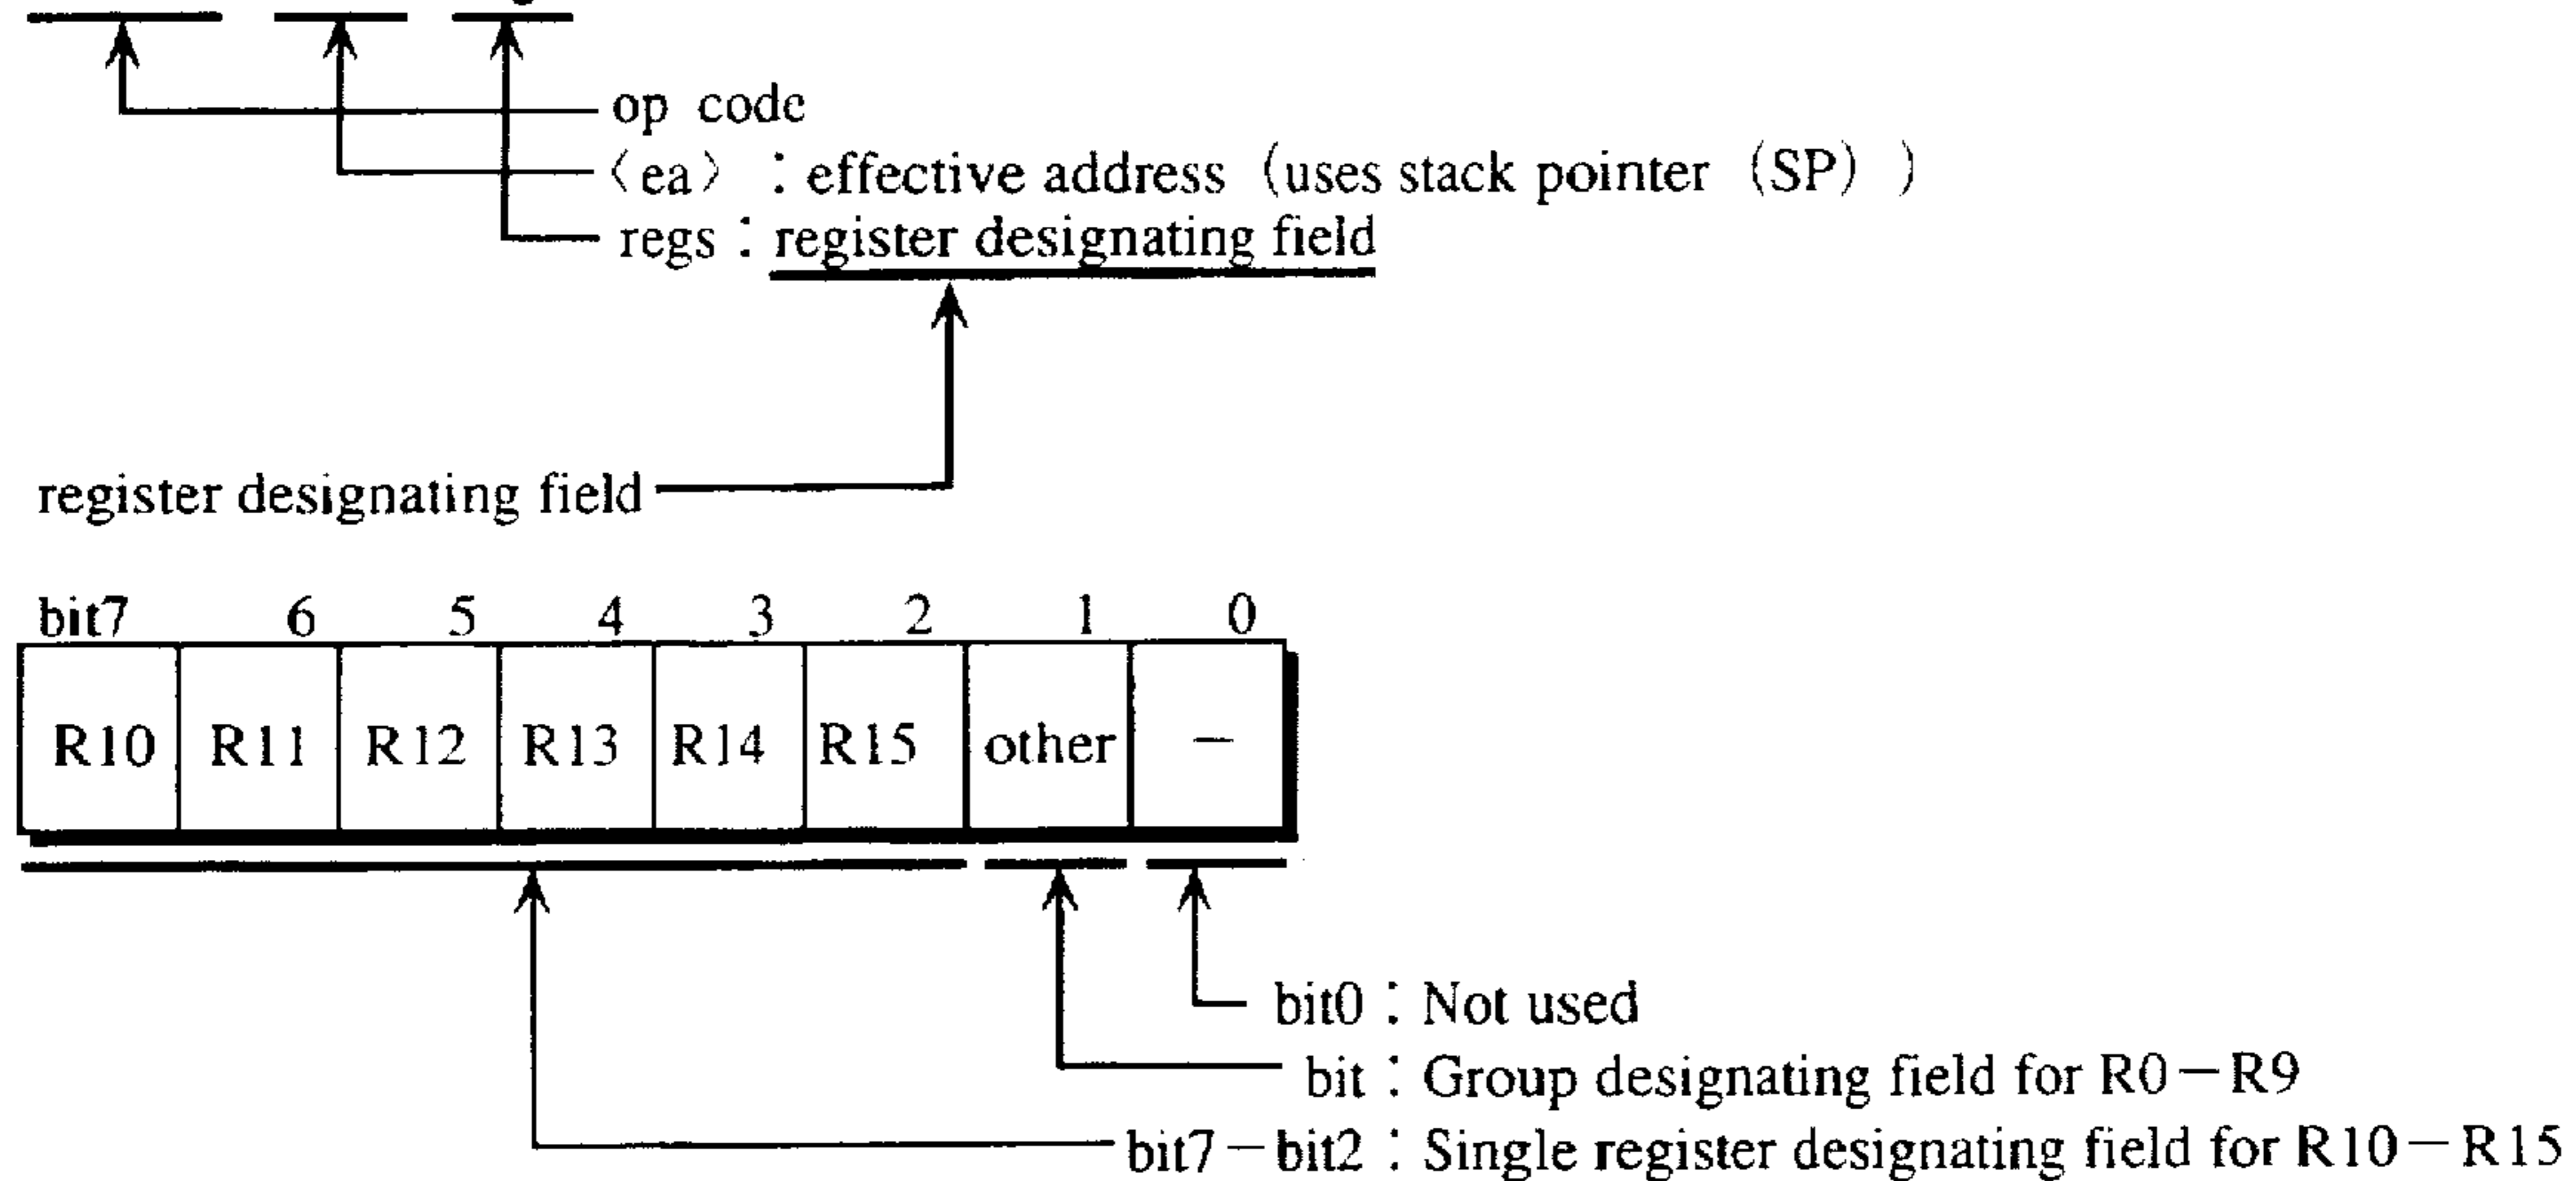 op code
〈ea〉 : effective address (uses stack pointer (SP) )
regs : register designating field
register designating field
bit7 6 5 4 3 2 1 0
R10 R11 R12 R13 R14 R15 other －
bit0 : Not used
bit : Group designating field for R0－R9
bit7－bit2 : Single register designating field for R10－R15